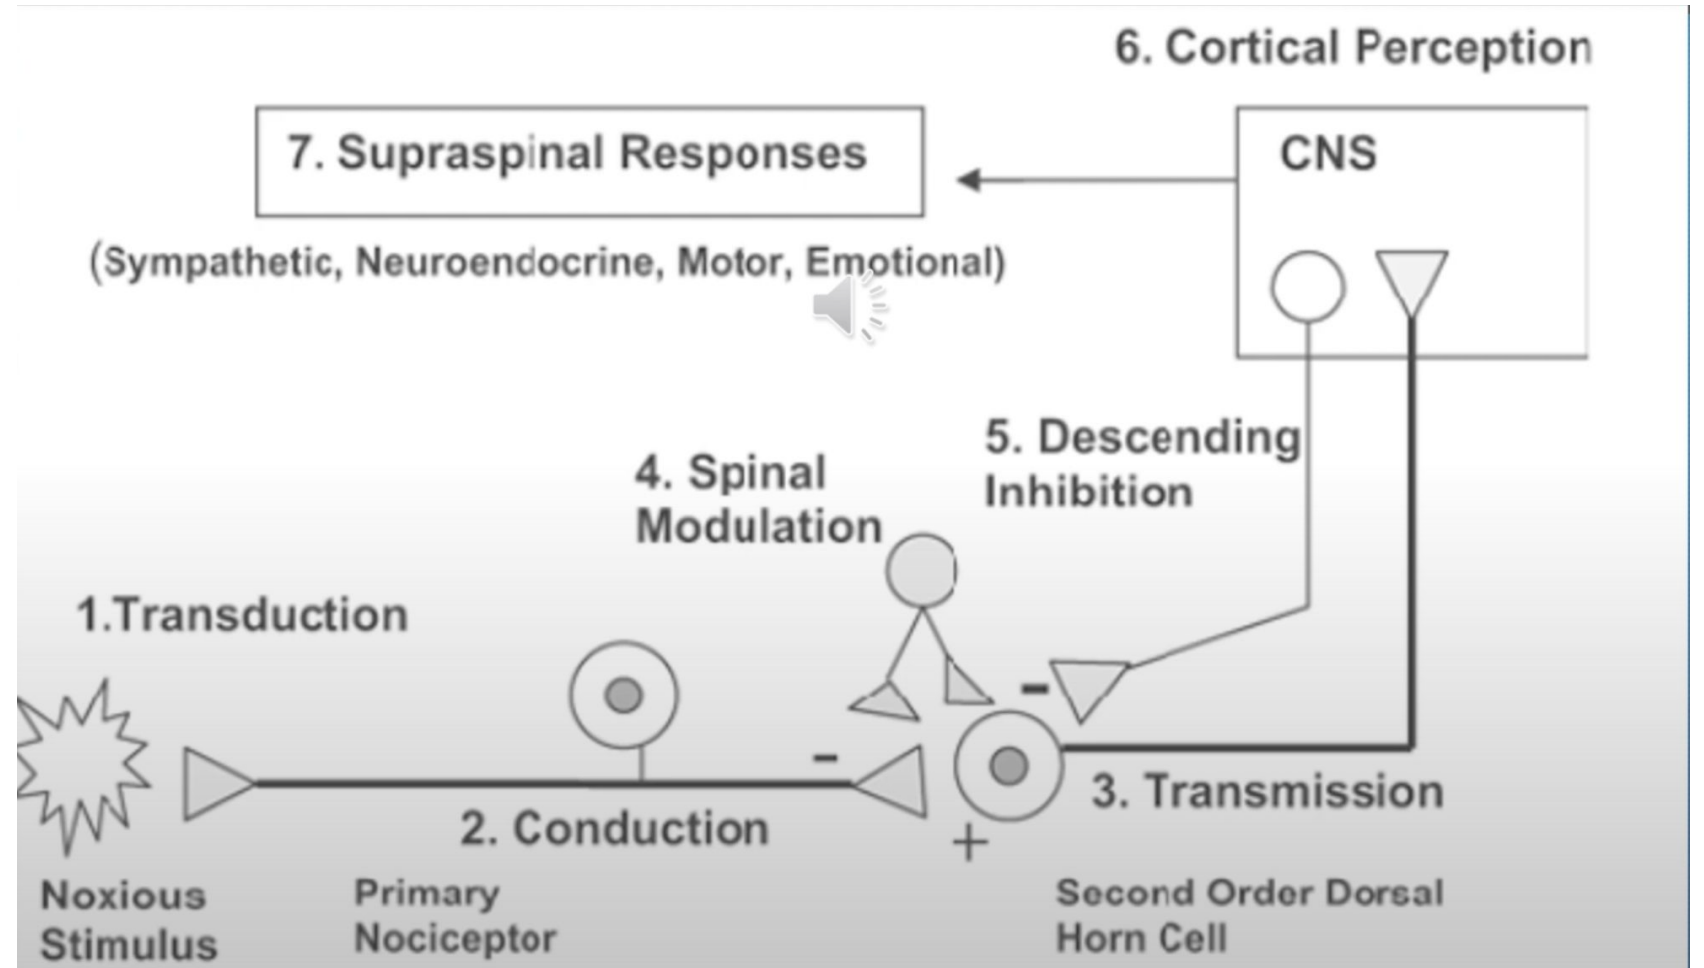 6. Cortical Perception
7. Supraspinal Responses
CNS
(Sympathetic, Neuroendocrine, Motor, Emotional)
5. Descending
Inhibition
4. Spinal
Modulation
1.Transduction
-
-
2. Conduction
3. Transmission
+
Noxious
Stimulus
Primary
Nociceptor
Second Order Dorsal
Horn Cell